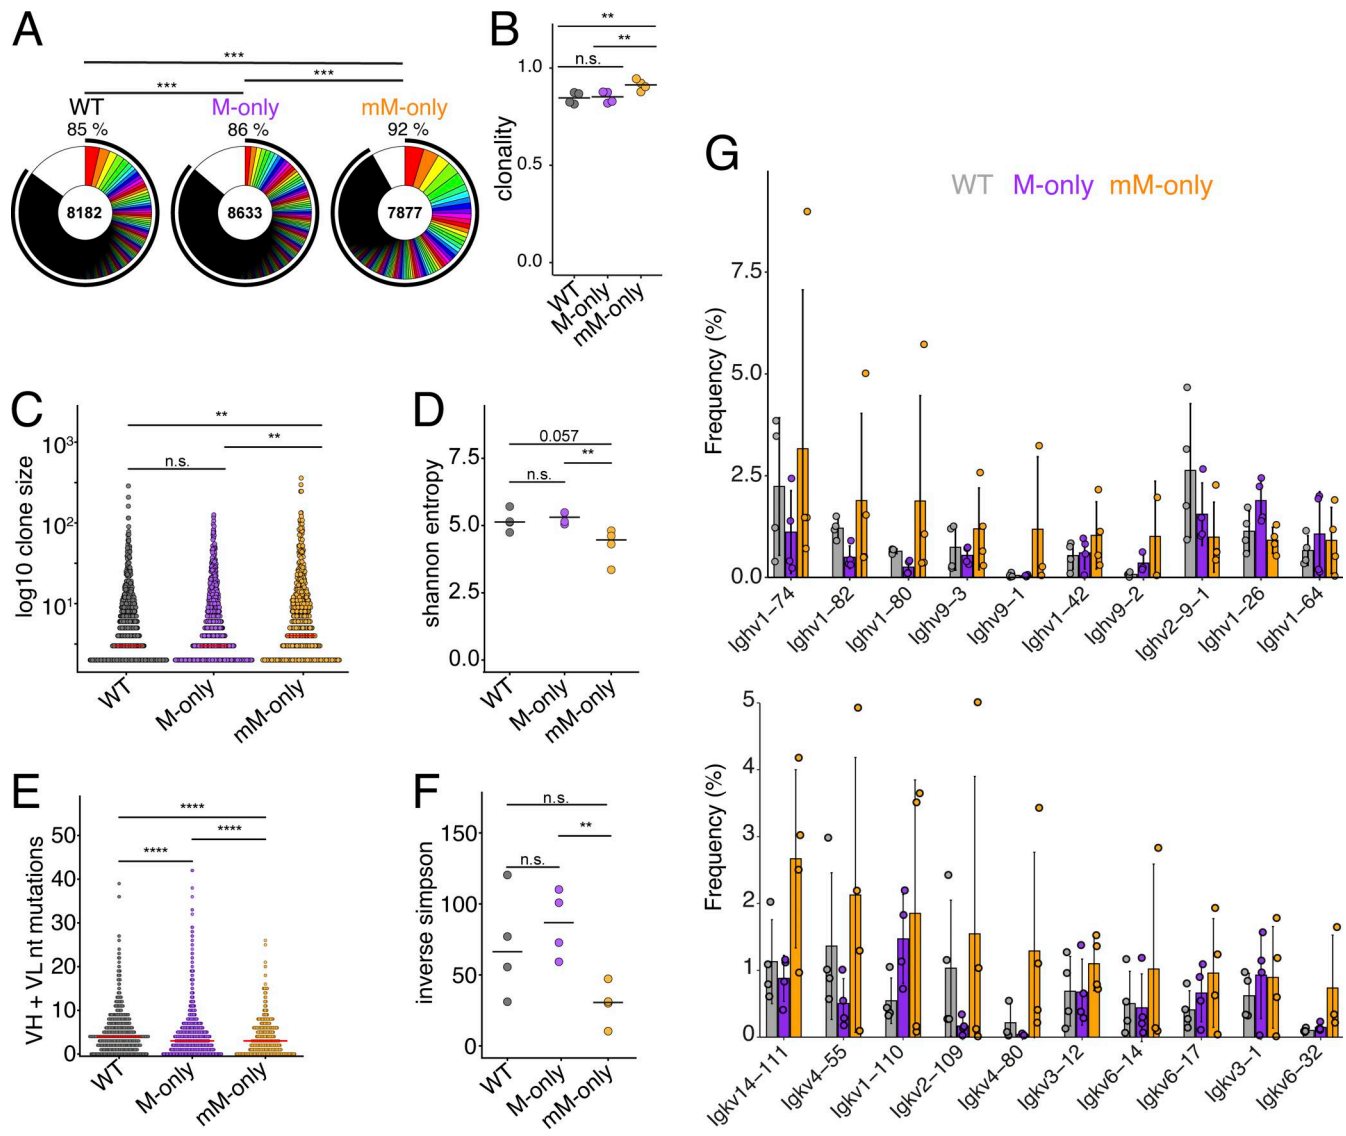 A
***
***
***
WT
M-only
mM-only
85 %
86 %
92 %
8182
8633
7877
B
**
**
n.s.
1.0
0.5
0.0
clonality
WT
M-only
mM-only
C
**
**
n.s.
10³
10²
10¹
log10 clone size
WT
M-only
mM-only
D
0.057
**
n.s.
7.5
5.0
2.5
0.0
shannon entropy
WT
M-only
mM-only
E
****
****
****
50
40
30
20
10
0
VH + VL nt mutations
WT
M-only
mM-only
F
n.s.
**
n.s.
150
100
50
0
inverse simpson
WT
M-only
mM-only
G
WT M-only mM-only
7.5
5.0
2.5
0.0
Frequency (%)
Ighv1-74
Ighv1-82
Ighv1-80
Ighv9-3
Ighv9-1
Ighv1-42
Ighv9-2
Ighv2-9-1
Ighv1-26
Ighv1-64
5
4
3
2
1
0
Frequency (%)
Igkv14-111
Igkv4-55
Igkv1-110
Igkv2-109
Igkv4-80
Igkv3-12
Igkv6-14
Igkv6-17
Igkv3-1
Igkv6-32